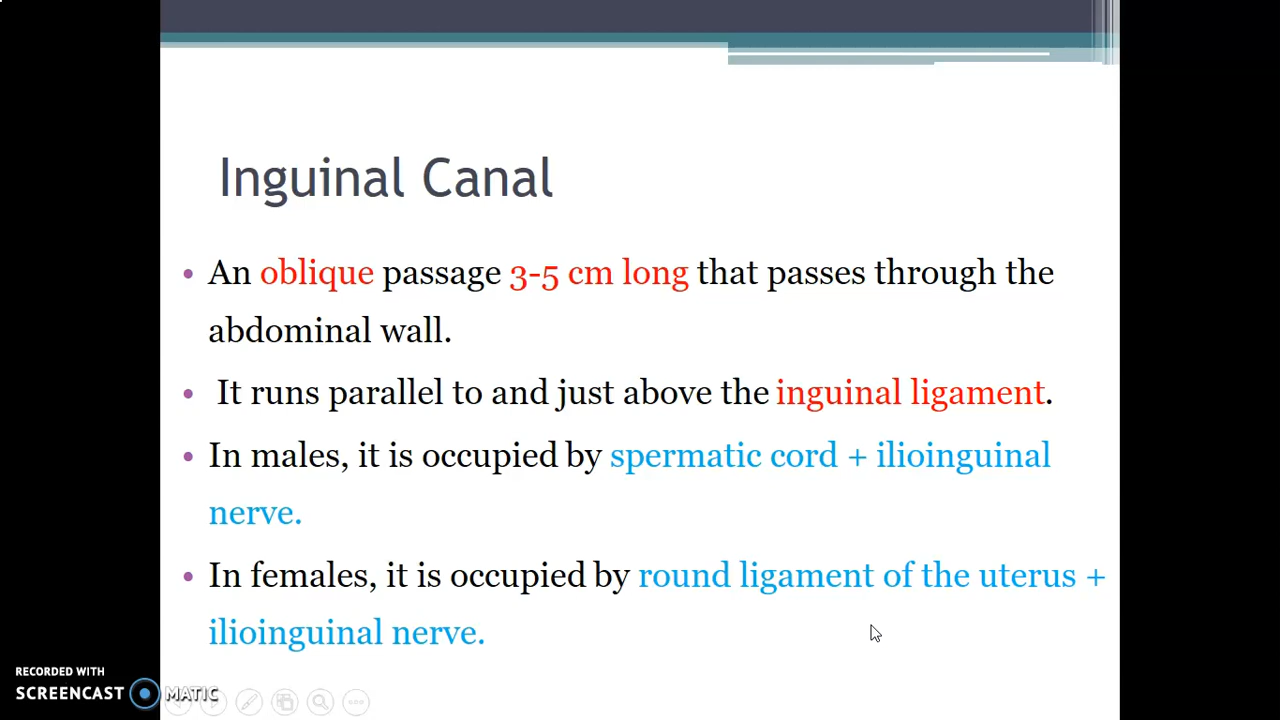 Inguinal Canal
• An oblique passage 3-5 cm long that passes through the
abdominal wall.
• It runs parallel to and just above the inguinal ligament.
• In males, it is occupied by spermatic cord + ilioinguinal
nerve.
• In females, it is occupied by round ligament of the uterus +
ilioinguinal nerve.
RECORDED WITH
SCREENCAST MATIC